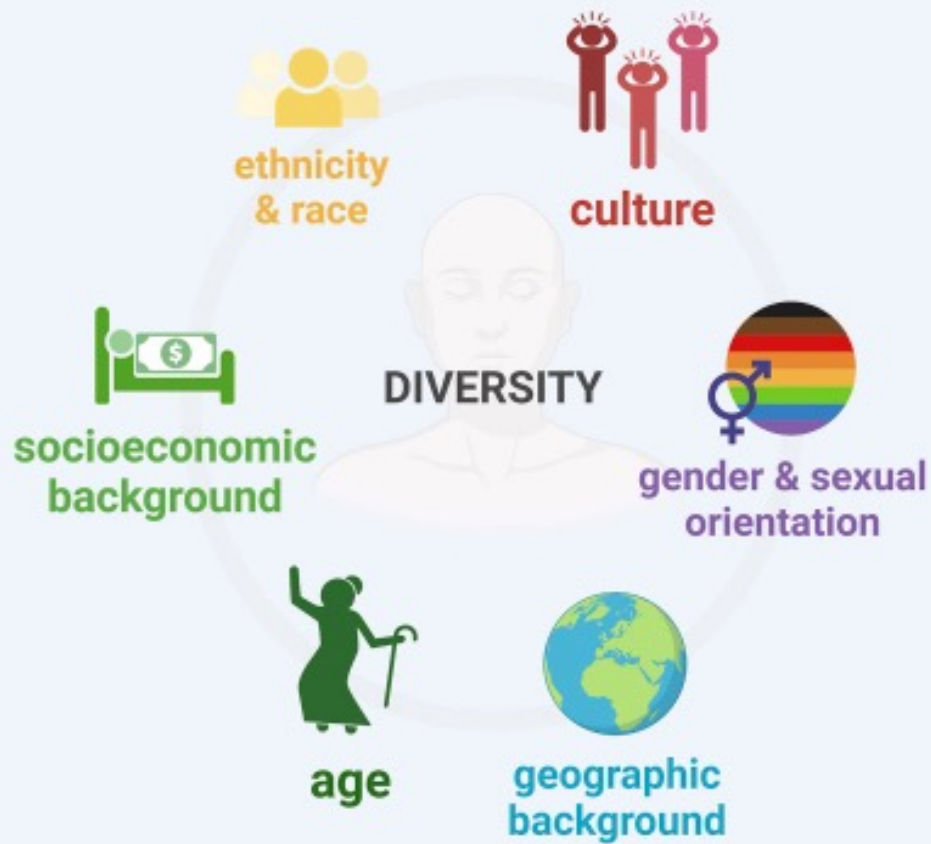 ethnicity
& race
culture
DIVERSITY
socioeconomic
background
gender & sexual
orientation
age
geographic
background
$